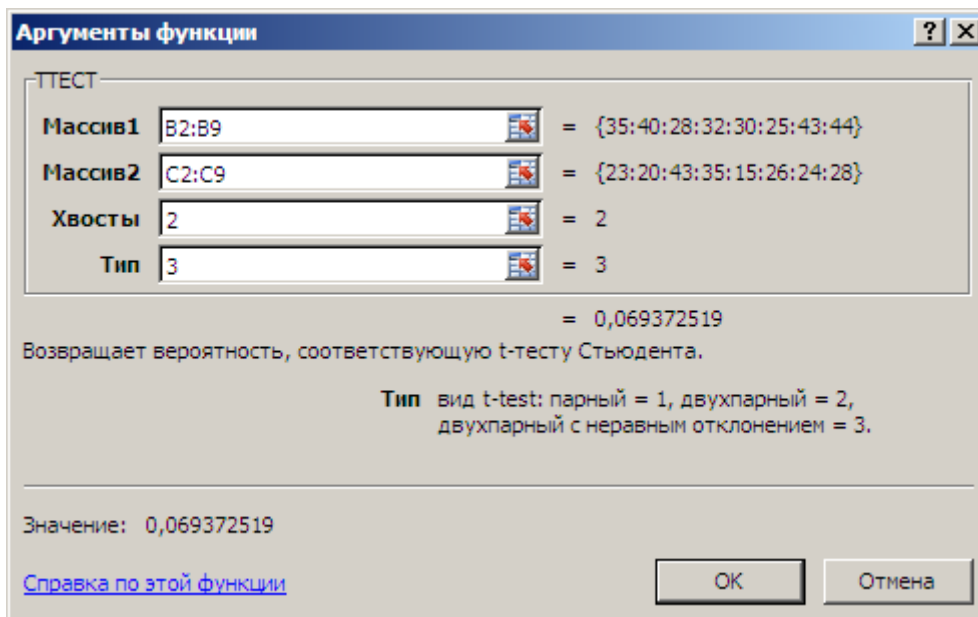 Аргументы функции
ТТЕСТ
Массив1 B2:B9 = {35:40:28:32:30:25:43:44}
Массив2 C2:C9 = {23:20:43:35:15:26:24:28}
Хвосты 2 = 2
Тип 3 = 3
= 0,069372519
Возвращает вероятность, соответствующую t-тесту Стьюдента.
Тип вид t-test: парный = 1, двухпарный = 2,
двухпарный с неравным отклонением = 3.
Значение: 0,069372519
Справка по этой функции
ОК
Отмена